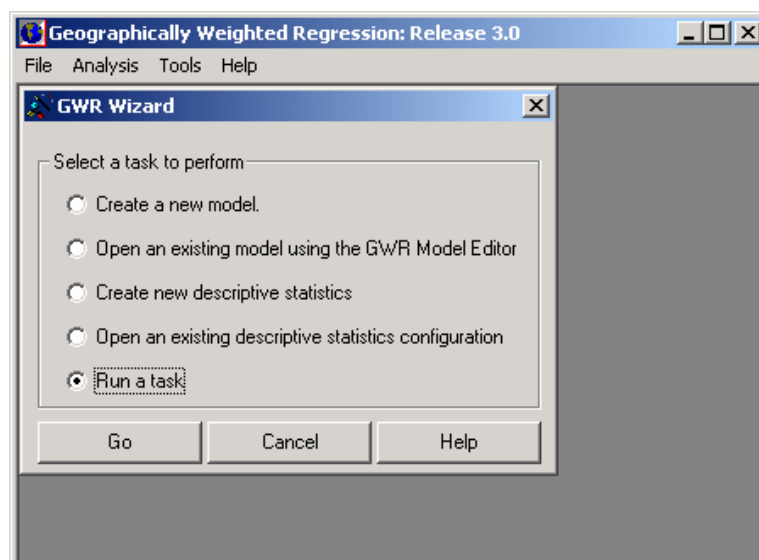 Geographically Weighted Regression: Release 3.0
File Analysis Tools Help
GWR Wizard
Select a task to perform
Create a new model.
Open an existing model using the GWR Model Editor
Create new descriptive statistics
Open an existing descriptive statistics configuration
Run a task
Go Cancel Help